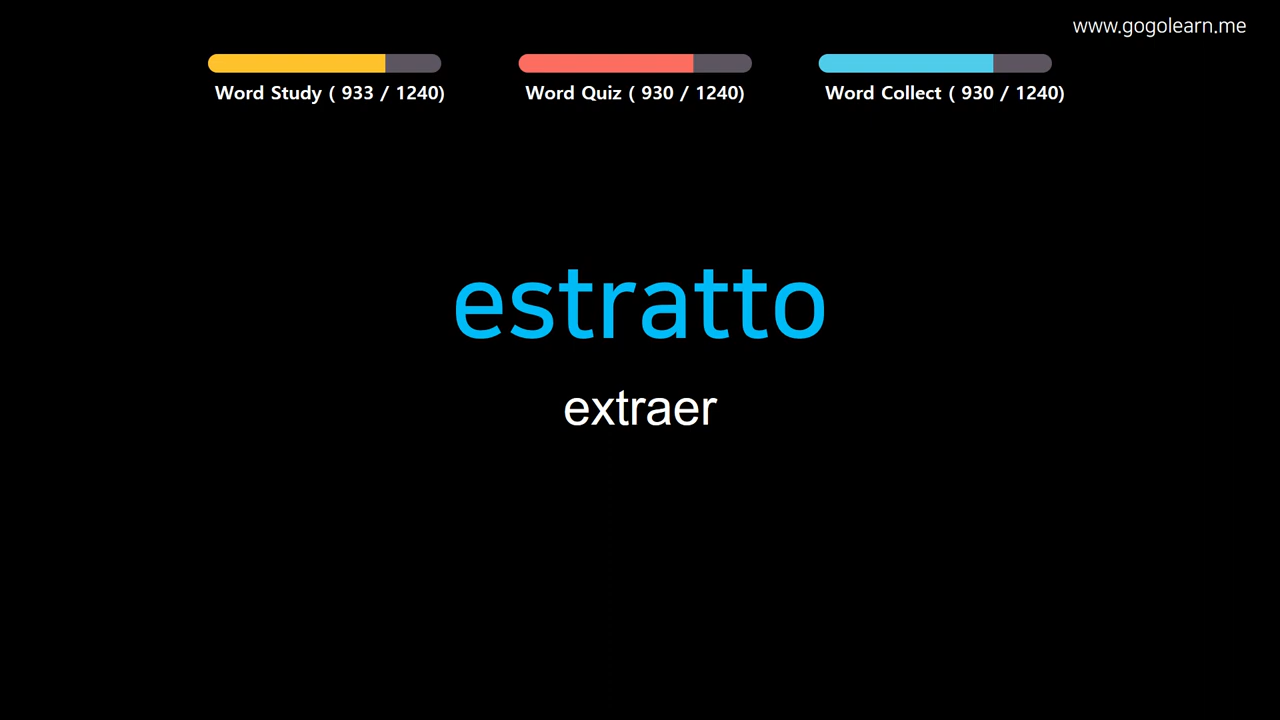 www.gogolearn.me
Word Study ( 933 / 1240)
Word Quiz ( 930 / 1240)
Word Collect ( 930 / 1240)
estratto
extraer